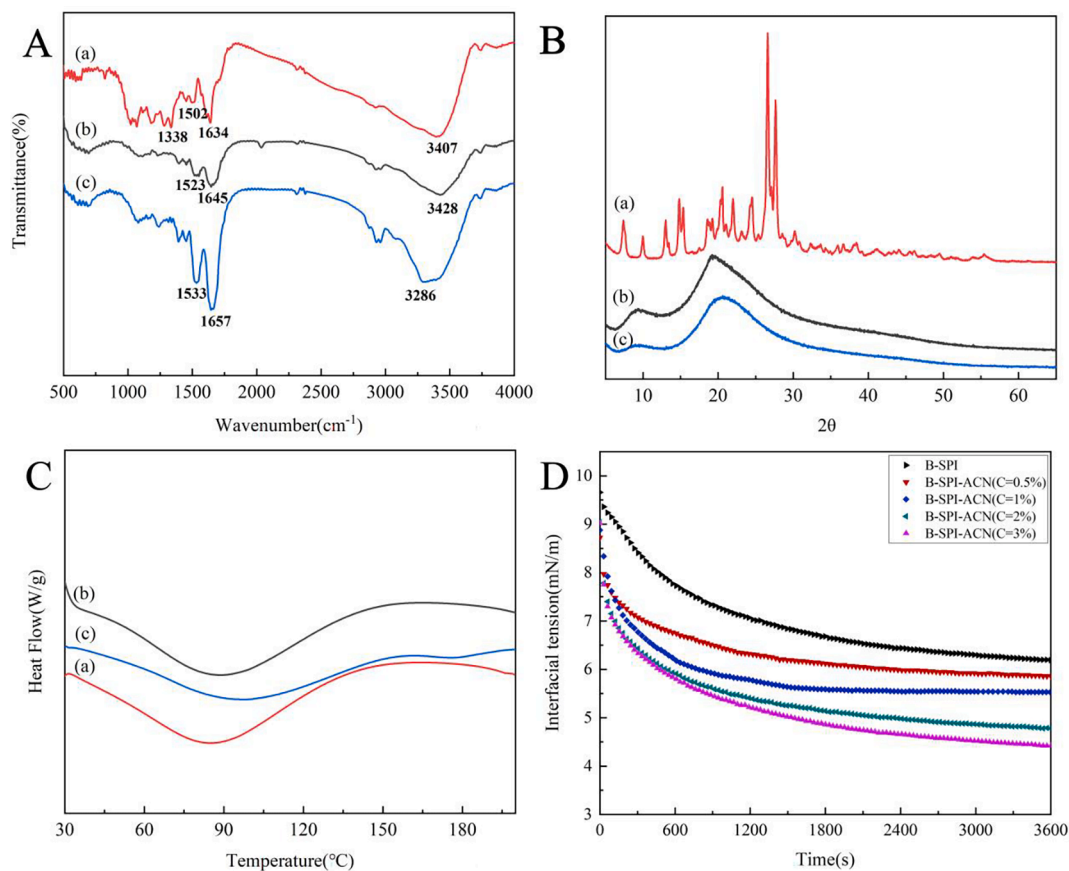 A
(a)
1502
1338
1634
3407
(b)
1523
1645
3428
(c)
1533
1657
3286
Transmittance(%)
500 1000 1500 2000 2500 3000 3500 4000
Wavenumber(cm⁻¹)
B
(a)
(b)
(c)
10 20 30 40 50 60
2θ
C
(b)
(c)
(a)
Heat Flow(W/g)
30 60 90 120 150 180
Temperature(℃)
D
B-SPI
B-SPI-ACN(C=0.5%)
B-SPI-ACN(C=1%)
B-SPI-ACN(C=2%)
B-SPI-ACN(C=3%)
Interfacial tension(mN/m)
10
9
8
7
6
5
4
3
0 600 1200 1800 2400 3000 3600
Time(s)